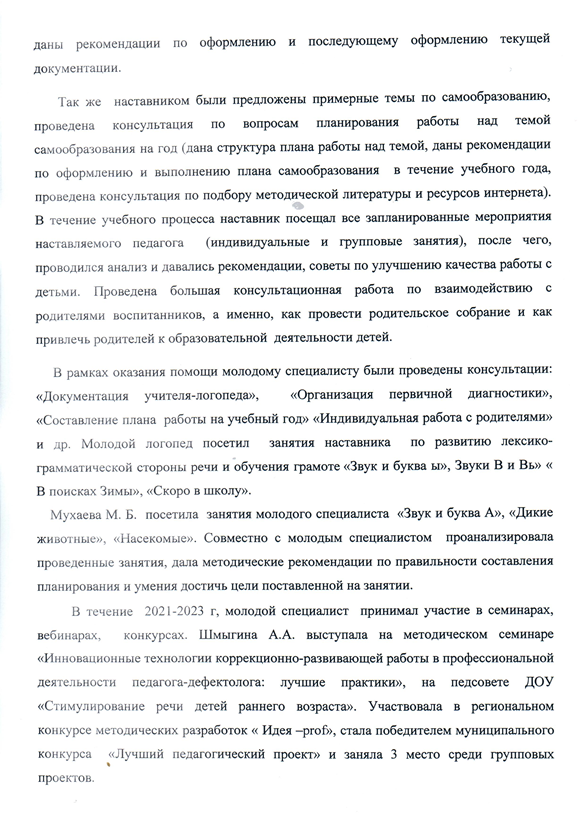 даны рекомендации по оформлению и последующему оформлению текущей
документации.
Так же наставником были предложены примерные темы по самообразованию,
проведена консультация по вопросам планирования работы над темой
самообразования на год (дана структура плана работы над темой, даны рекомендации
по оформлению и выполнению плана самообразования в течение учебного года,
проведена консультация по подбору методической литературы и ресурсов интернета).
В течение учебного процесса наставник посещал все запланированные мероприятия
наставляемого педагога (индивидуальные и групповые занятия), после чего,
проводился анализ и давались рекомендации, советы по улучшению качества работы с
детьми. Проведена большая консультационная работа по взаимодействию с
родителями воспитанников, а именно, как провести родительское собрание и как
привлечь родителей к образовательной деятельности детей.
В рамках оказания помощи молодому специалисту были проведены консультации:
«Документация учителя-логопеда», «Организация первичной диагностики»,
«Составление плана работы на учебный год» «Индивидуальная работа с родителями»
и др. Молодой логопед посетил занятия наставника по развитию лексико-
грамматической стороны речи и обучения грамоте «Звук и буква ы», Звуки В и Вь» «
В поисках Зимы», «Скоро в школу».
Мухаева М. Б. посетила занятия молодого специалиста «Звук и буква А», «Дикие
животные», «Насекомые». Совместно с молодым специалистом проанализировала
проведенные занятия, дала методические рекомендации по правильности составления
планирования и умения достичь цели поставленной на занятии.
В течение 2021-2023 г, молодой специалист принимал участие в семинарах,
вебинарах, конкурсах. Шмыгина А.А. выступала на методическом семинаре
«Инновационные технологии коррекционно-развивающей работы в профессиональной
деятельности педагога-дефектолога: лучшие практики», на педсовете ДОУ
«Стимулирование речи детей раннего возраста». Участвовала в региональном
конкурсе методических разработок « Идея –prof», стала победителем муниципального
конкурса «Лучший педагогический проект» и заняла 3 место среди групповых
проектов.